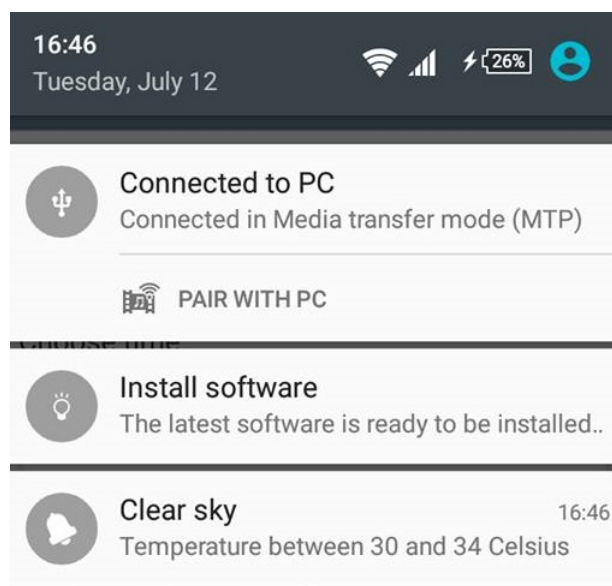 16:46
Tuesday, July 12
26%
Connected to PC
Connected in Media transfer mode (MTP)
PAIR WITH PC
Choose time
Install software
The latest software is ready to be installed..
Clear sky
16:46
Temperature between 30 and 34 Celsius